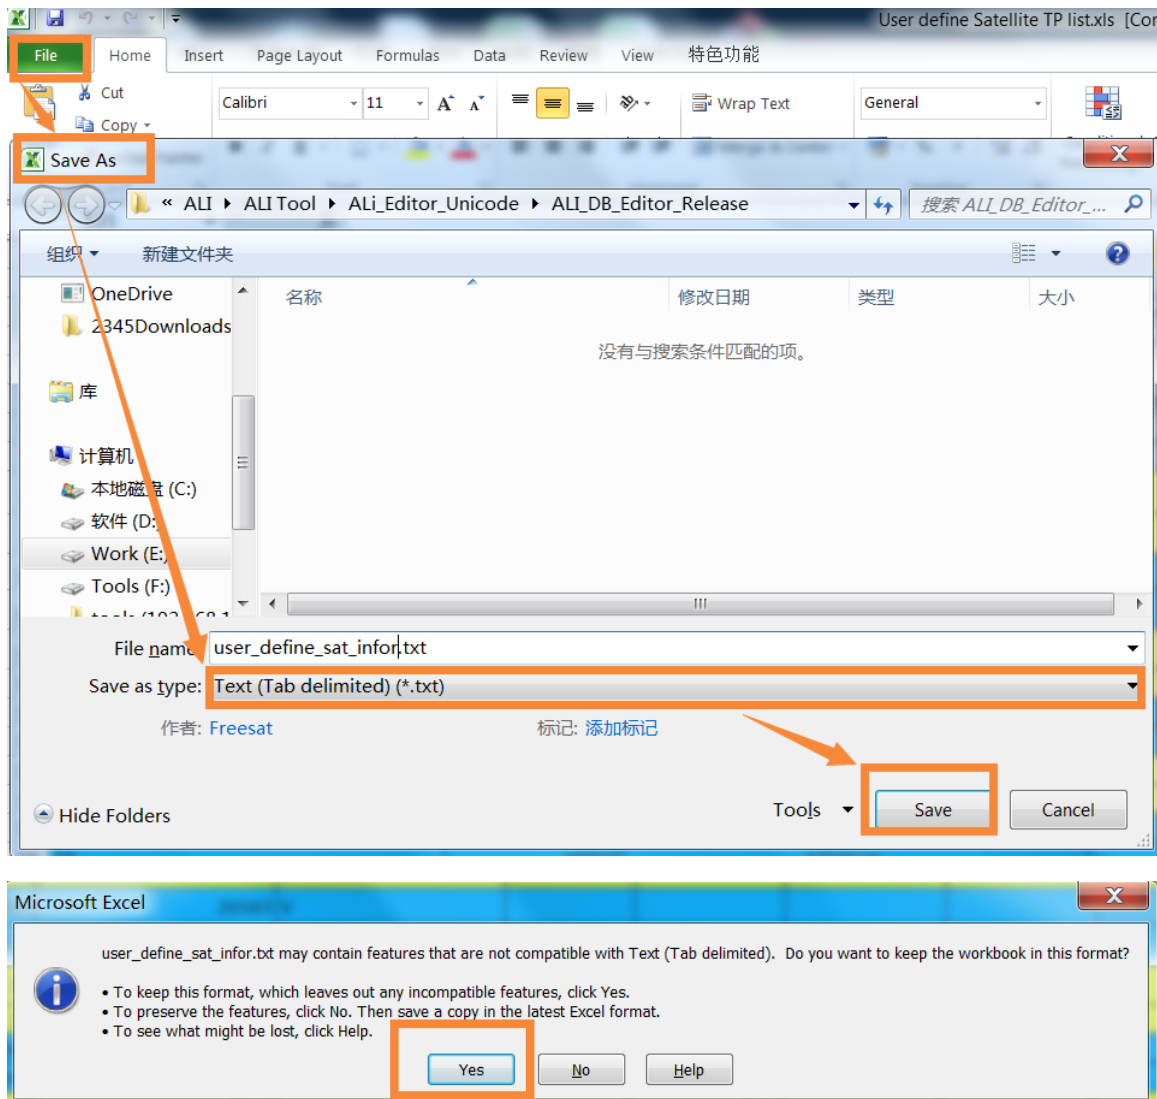 User define Satellite TP list.xls [Cor
File Home Insert Page Layout Formulas Data Review View 特色功能
Cut
Calibri 11 A A Wrap Text General
Copy
Save As
« ALI ALI Tool ALi_Editor_Unicode ALI_DB_Editor_Release 搜索 ALI_DB_Editor_...
组织 新建文件夹
OneDrive 名称 修改日期 类型 大小
2345Downloads
没有与搜索条件匹配的项。
库
计算机
本地磁盘 (C:)
软件 (D:)
Work (E:)
Tools (F:)
File name: user_define_sat_infor.txt
Save as type: Text (Tab delimited) (*.txt)
作者: Freesat 标记: 添加标记
Hide Folders Tools Save Cancel
Microsoft Excel
user_define_sat_infor.txt may contain features that are not compatible with Text (Tab delimited). Do you want to keep the workbook in this format?
• To keep this format, which leaves out any incompatible features, click Yes.
• To preserve the features, click No. Then save a copy in the latest Excel format.
• To see what might be lost, click Help.
Yes No Help